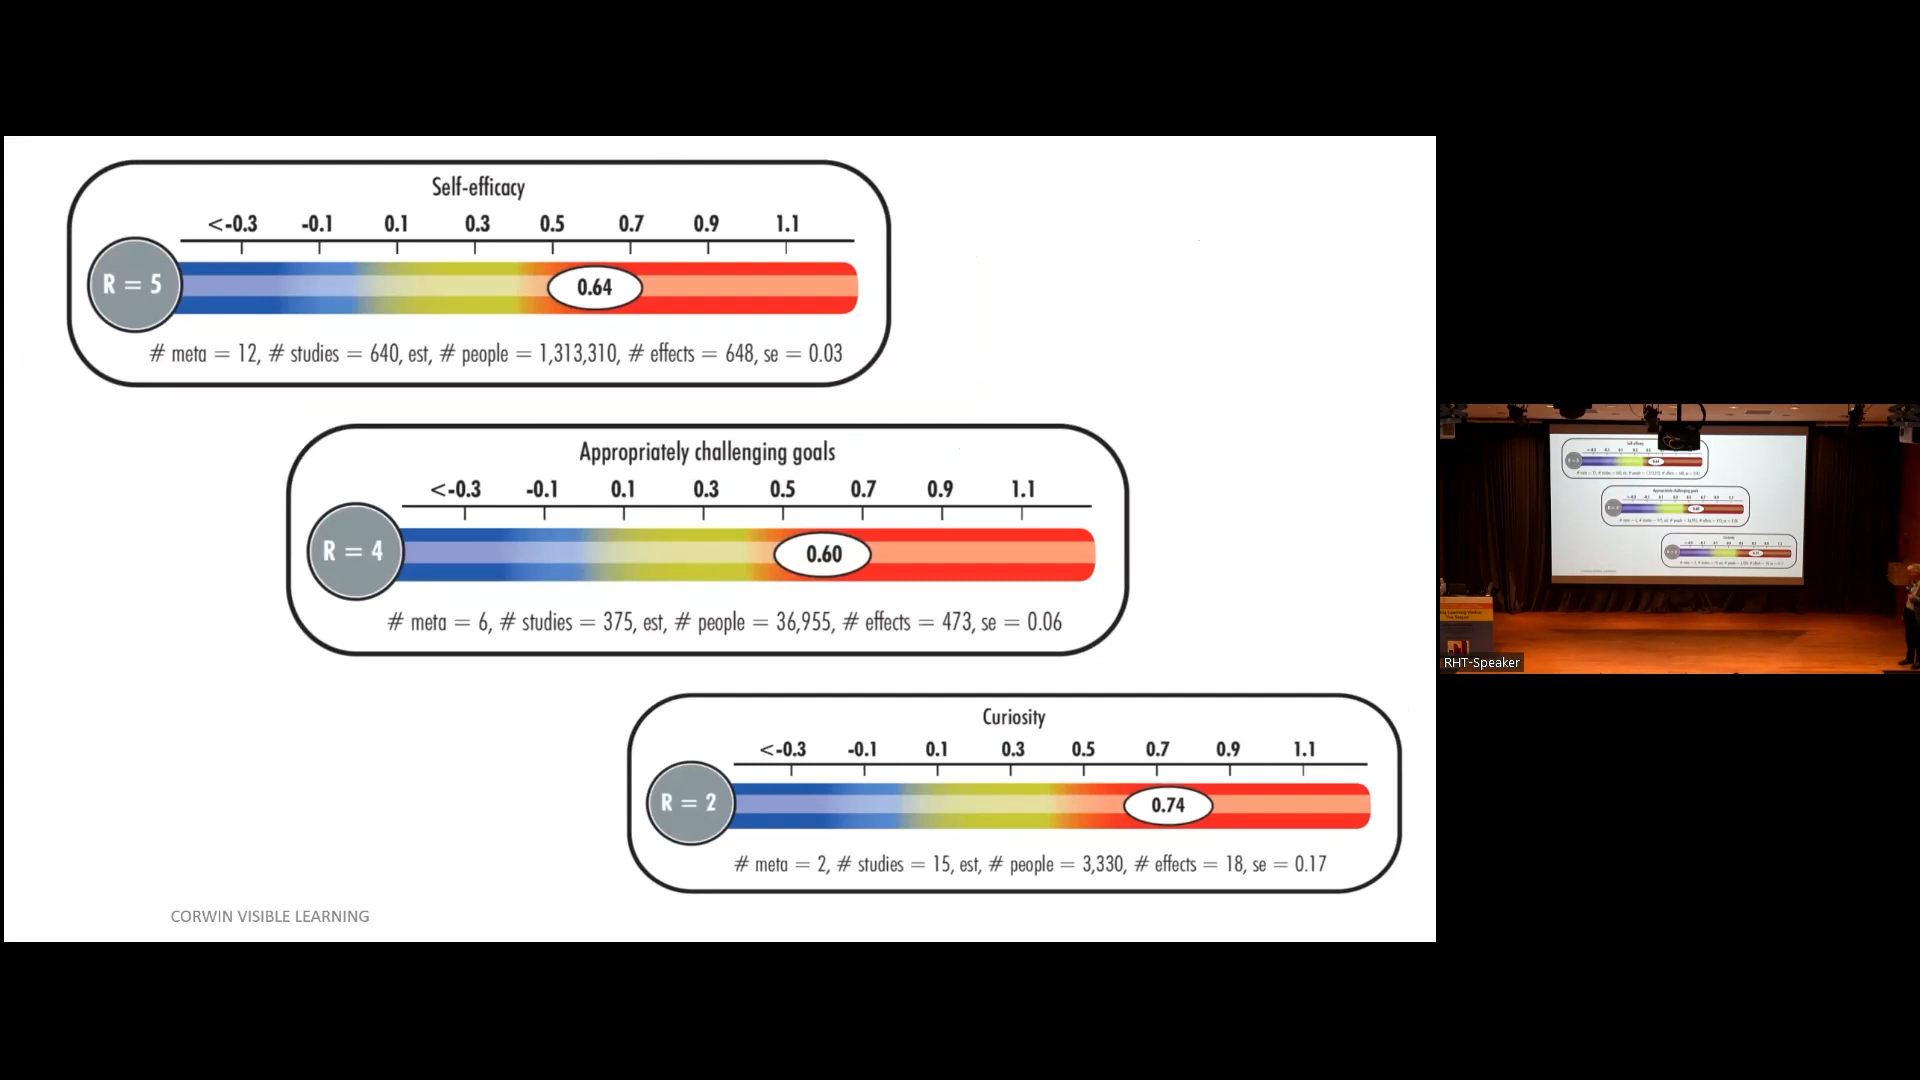 Self-efficacy
<-0.3 -0.1 0.1 0.3 0.5 0.7 0.9 1.1
R = 5
0.64
# meta = 12, # studies = 640, est, # people = 1,313,310, # effects = 648, se = 0.03
Appropriately challenging goals
<-0.3 -0.1 0.1 0.3 0.5 0.7 0.9 1.1
R = 4
0.60
# meta = 6, # studies = 375, est, # people = 36,955, # effects = 473, se = 0.06
Curiosity
<-0.3 -0.1 0.1 0.3 0.5 0.7 0.9 1.1
R = 2
0.74
# meta = 2, # studies = 15, est, # people = 3,330, # effects = 18, se = 0.17
CORWIN VISIBLE LEARNING
RHT-Speaker